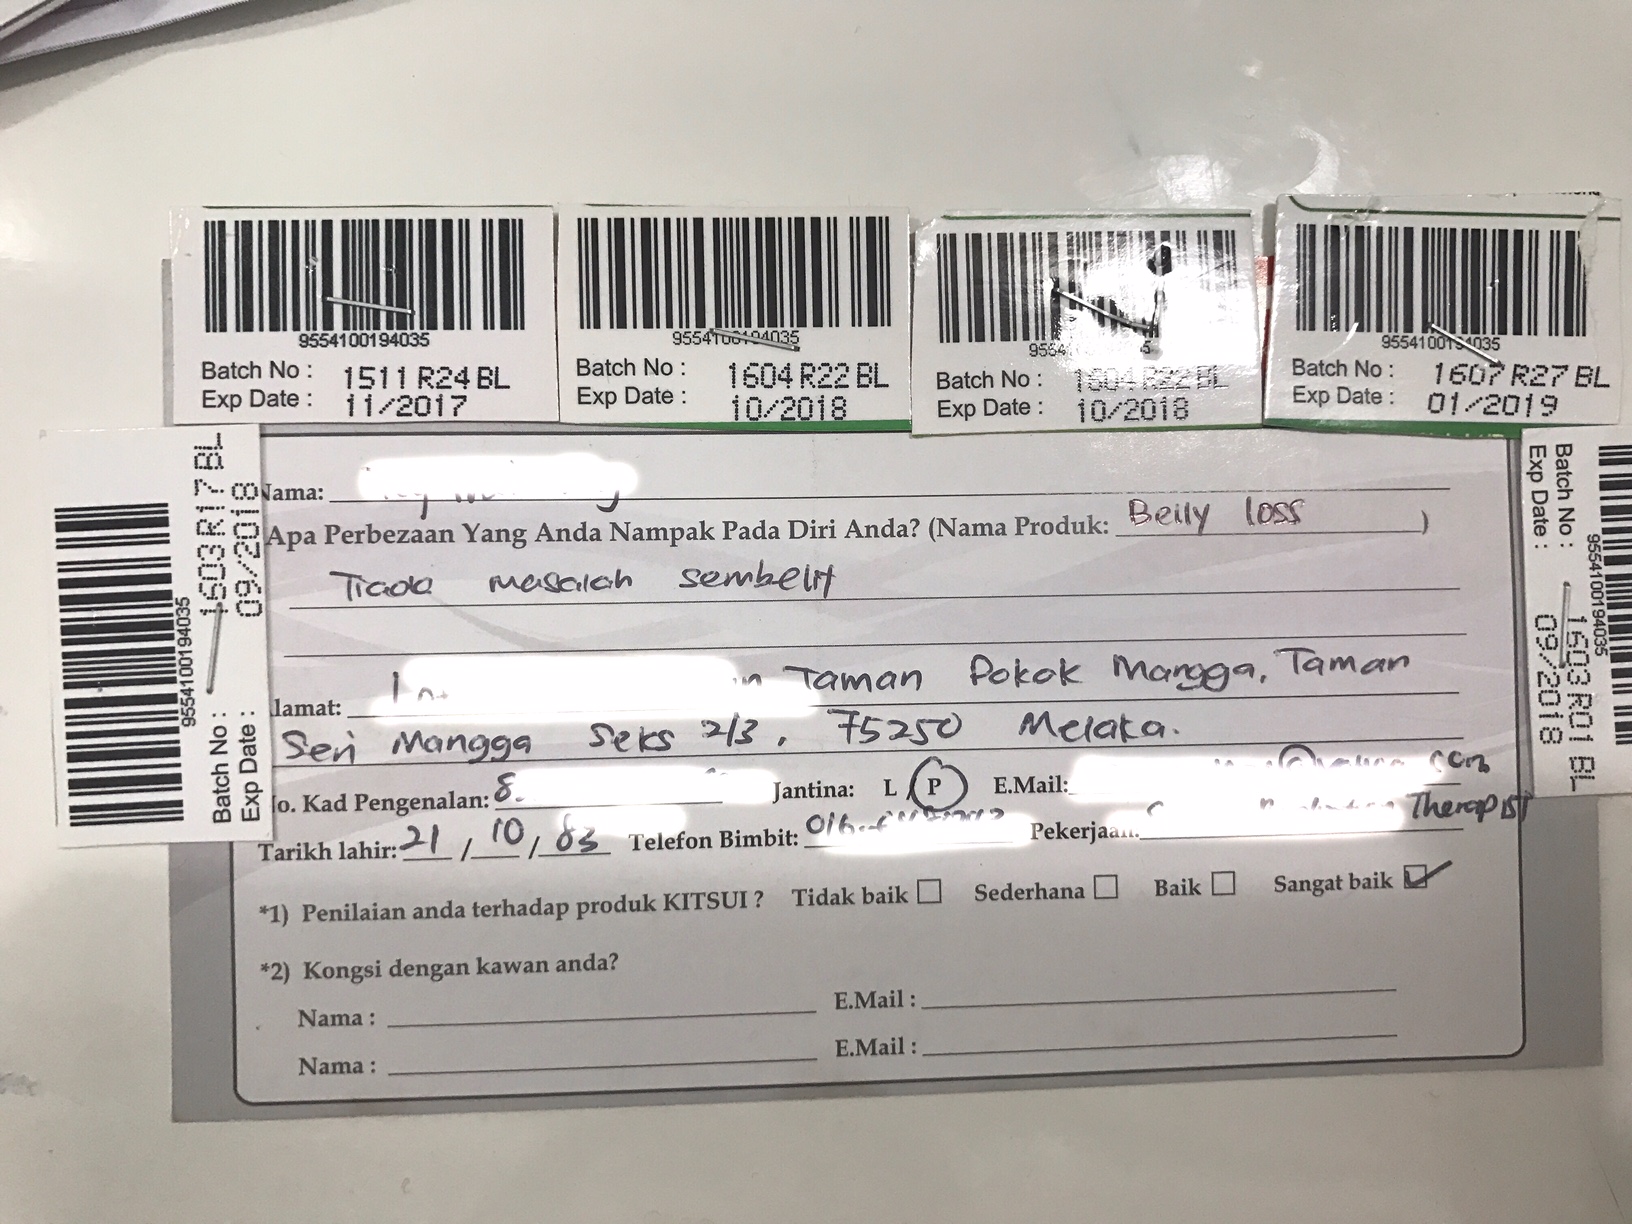 9554100194035
Batch No : 1511 R24 BL
Exp Date : 11/2017
Batch No : 1604 R22 BL
Exp Date : 10/2018
Batch No : 1604 R22 BL
Exp Date : 10/2018
Batch No : 1607 R27 BL
Exp Date : 01/2019
9554100194035
Batch No : 1603 R17 BL
Exp Date : 09/2018
9554100194035
Batch No : 1603 R01 BL
Exp Date : 09/2018
Nama:
Apa Perbezaan Yang Anda Nampak Pada Diri Anda? (Nama Produk: Beily loss )
Tiada masalah sembelit
lamat: Taman Pokok Mangga, Taman
Seri Mangga Seks 2/3, 75250 Melaka.
o. Kad Pengenalan: 8 Jantina: L / P E.Mail: com
Tarikh lahir: 21 / 10 / 83 Telefon Bimbit: Pekerjaan: Therapist
*1) Penilaian anda terhadap produk KITSUI ? Tidak baik Sederhana Baik Sangat baik
*2) Kongsi dengan kawan anda?
Nama : E.Mail :
Nama : E.Mail :